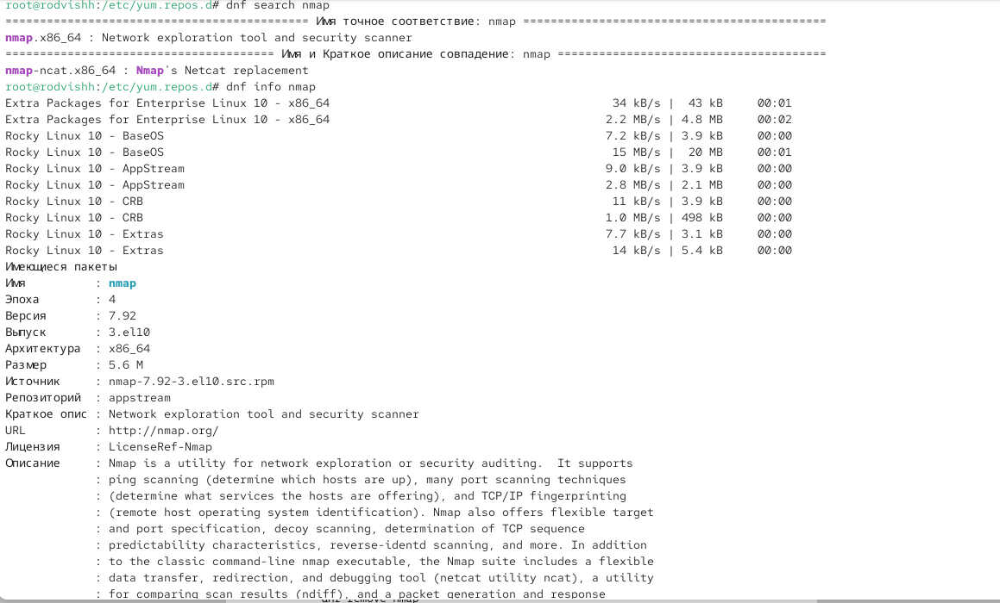 root@rodvishh:/etc/yum.repos.d# dnf search nmap
============================================ Имя точное соответствие: nmap ============================================
nmap.x86_64 : Network exploration tool and security scanner
======================================= Имя и Краткое описание совпадение: nmap =======================================
nmap-ncat.x86_64 : Nmap's Netcat replacement
root@rodvishh:/etc/yum.repos.d# dnf info nmap
Extra Packages for Enterprise Linux 10 - x86_64 34 kB/s | 43 kB 00:01
Extra Packages for Enterprise Linux 10 - x86_64 2.2 MB/s | 4.8 MB 00:02
Rocky Linux 10 - BaseOS 7.2 kB/s | 3.9 kB 00:00
Rocky Linux 10 - BaseOS 15 MB/s | 20 MB 00:01
Rocky Linux 10 - AppStream 9.0 kB/s | 3.9 kB 00:00
Rocky Linux 10 - AppStream 2.8 MB/s | 2.1 MB 00:00
Rocky Linux 10 - CRB 11 kB/s | 3.9 kB 00:00
Rocky Linux 10 - CRB 1.0 MB/s | 498 kB 00:00
Rocky Linux 10 - Extras 7.7 kB/s | 3.1 kB 00:00
Rocky Linux 10 - Extras 14 kB/s | 5.4 kB 00:00
Имеющиеся пакеты
Имя : nmap
Эпоха : 4
Версия : 7.92
Выпуск : 3.el10
Архитектура : x86_64
Размер : 5.6 M
Источник : nmap-7.92-3.el10.src.rpm
Репозиторий : appstream
Краткое опис : Network exploration tool and security scanner
URL : http://nmap.org/
Лицензия : LicenseRef-Nmap
Описание : Nmap is a utility for network exploration or security auditing.  It supports
: ping scanning (determine which hosts are up), many port scanning techniques
: (determine what services the hosts are offering), and TCP/IP fingerprinting
: (remote host operating system identification). Nmap also offers flexible target
: and port specification, decoy scanning, determination of TCP sequence
: predictability characteristics, reverse-identd scanning, and more. In addition
: to the classic command-line nmap executable, the Nmap suite includes a flexible
: data transfer, redirection, and debugging tool (netcat utility ncat), a utility
: for comparing scan results (ndiff), and a packet generation and response
dnf remove nmap